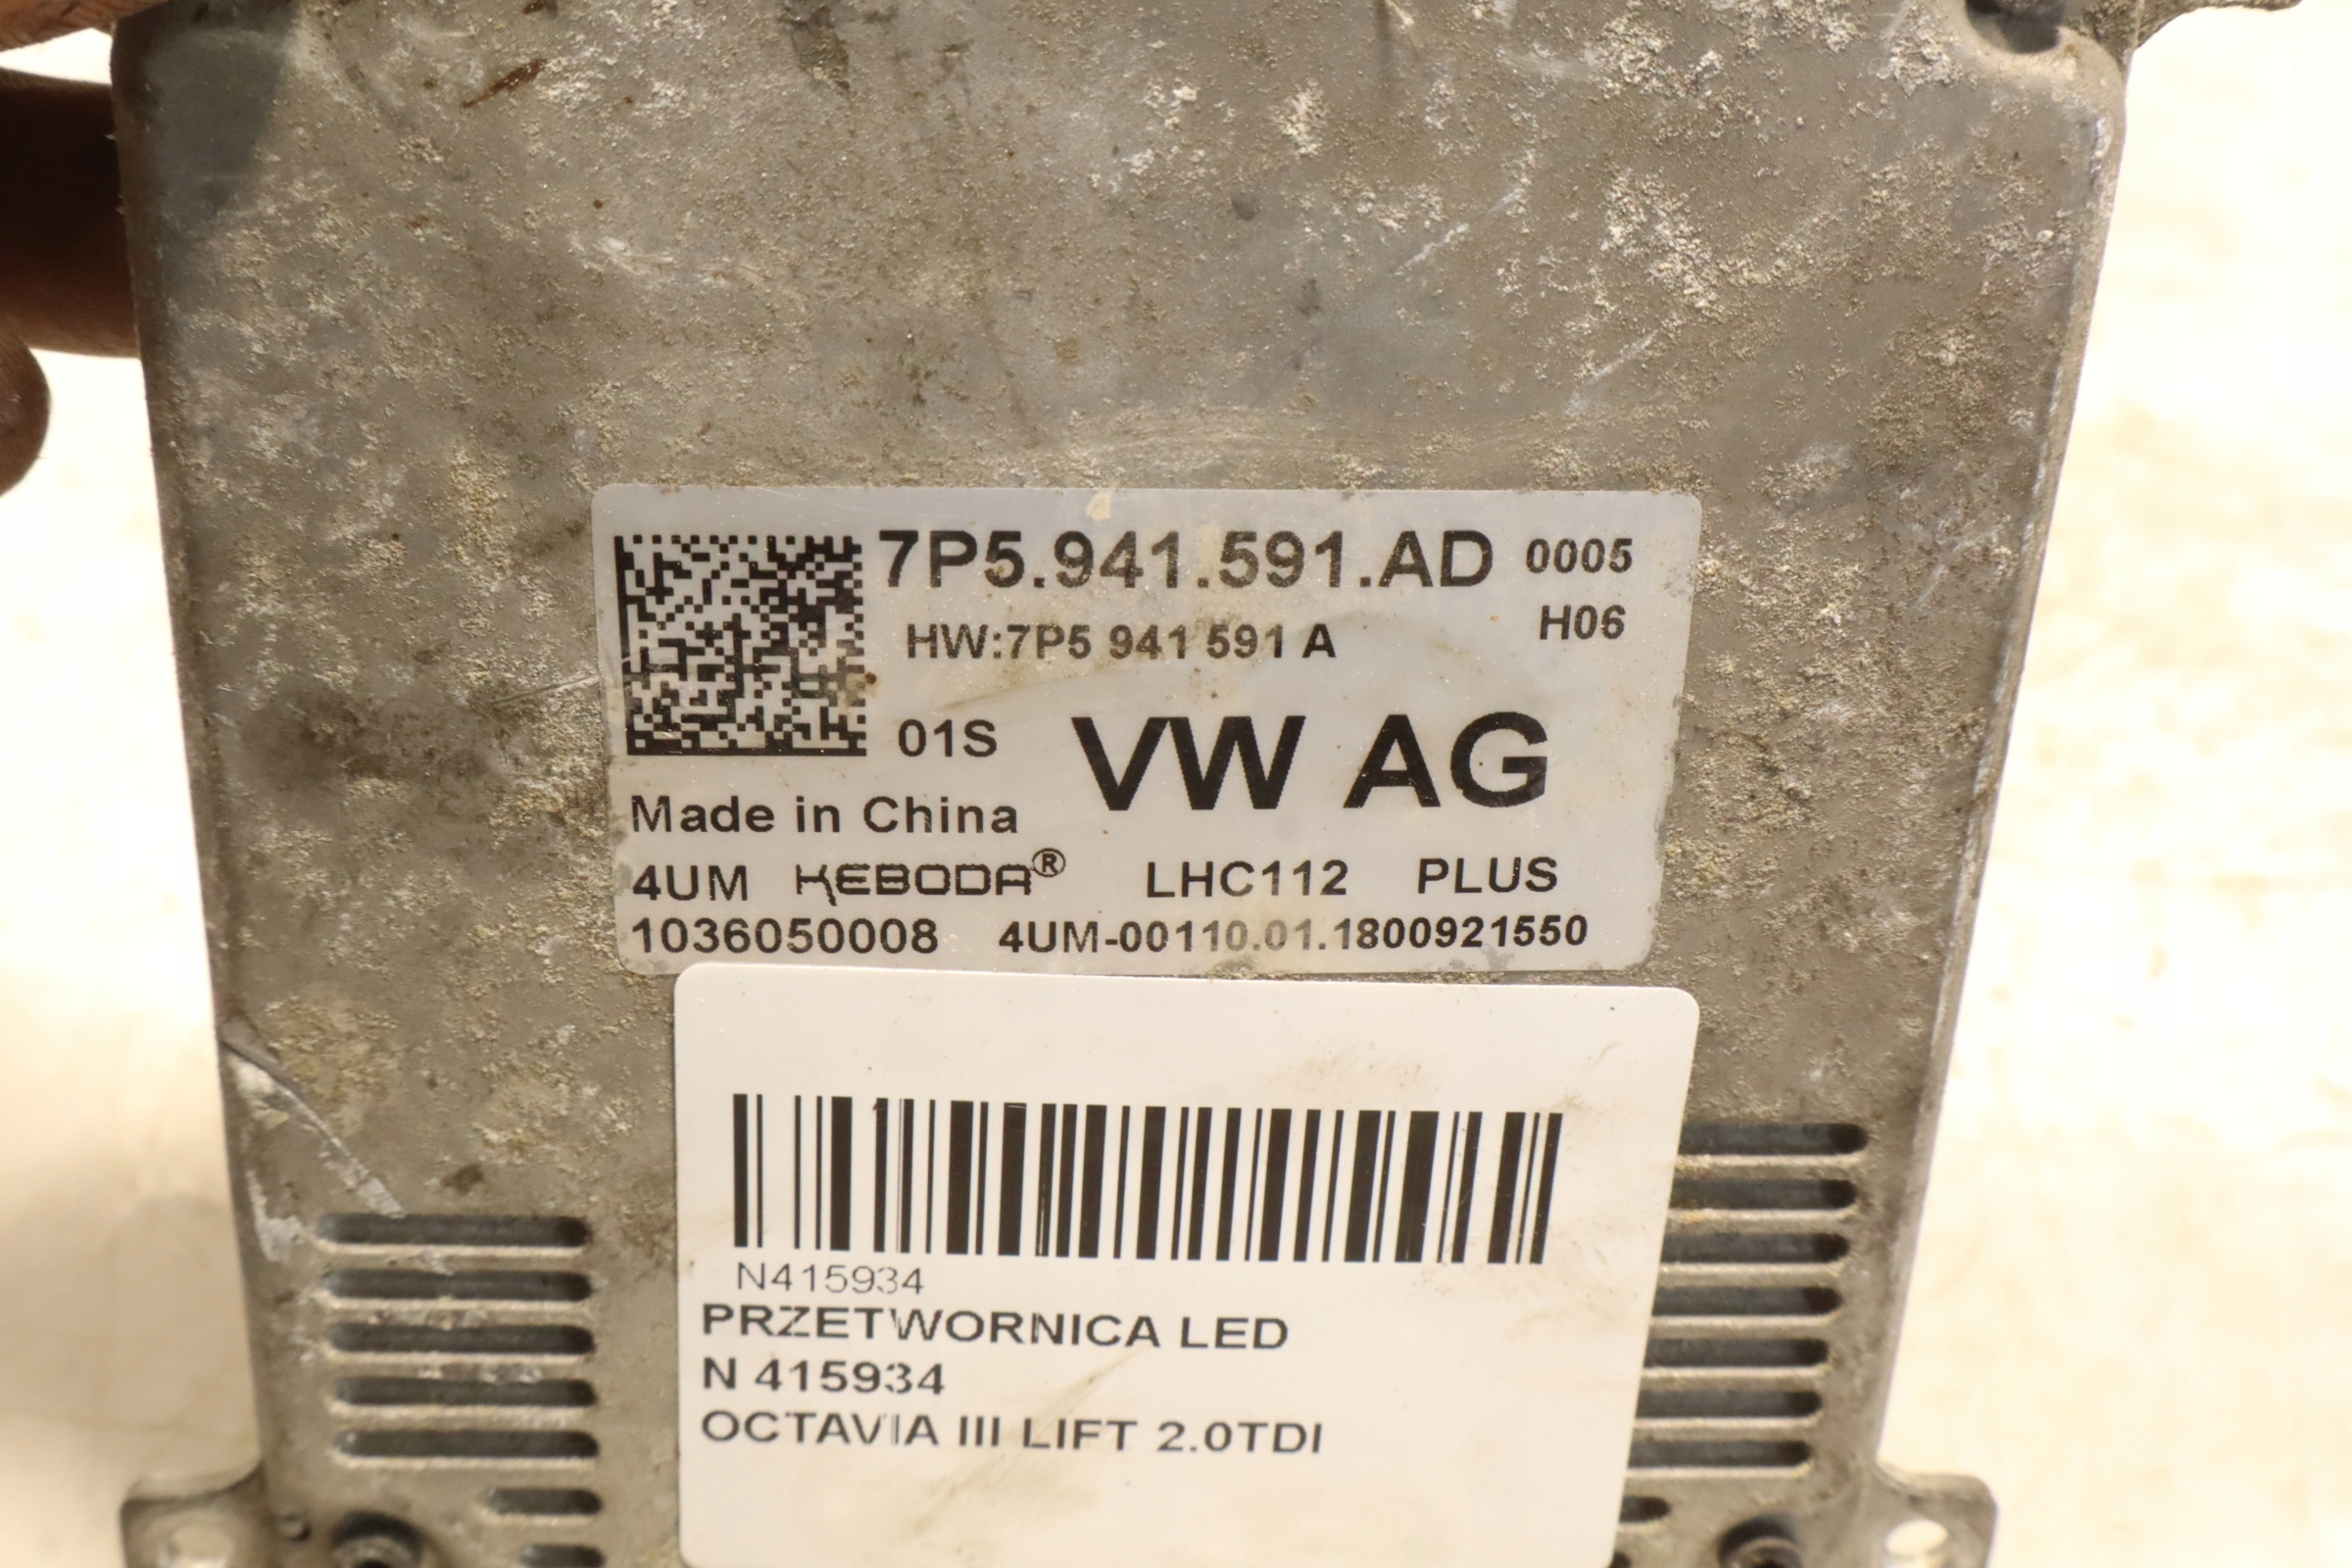 7P5.941.591.AD 0005
HW:7P5 941 591 A H06
01S VW AG
Made in China
4UM KEBODA® LHC112 PLUS
1036050008 4UM-00110.01.1800921550
N415934
PRZETWORNICA LED
N 415934
OCTAVIA III LIFT 2.0TDI